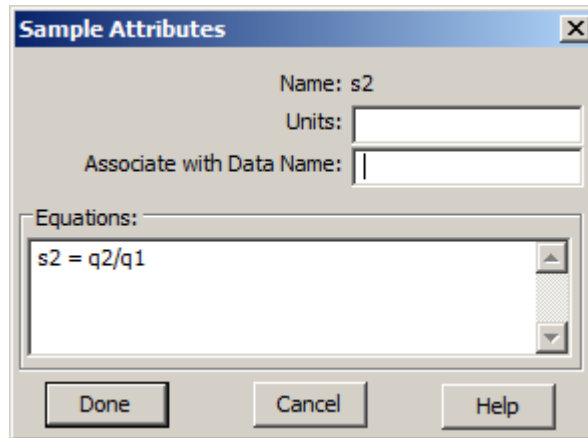 Sample Attributes
Name: s2
Units:
Associate with Data Name:
Equations:
s2 = q2/q1
Done Cancel Help